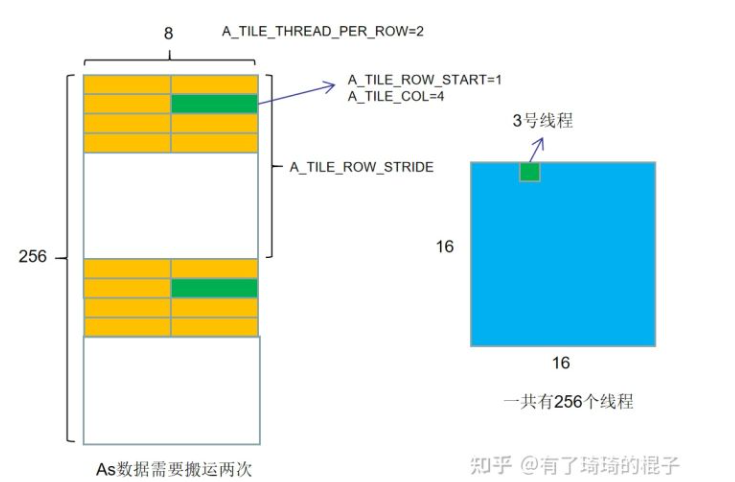 8
A_TILE_THREAD_PER_ROW=2
A_TILE_ROW_START=1
A_TILE_COL=4
3号线程
A_TILE_ROW_STRIDE
256
16
16
一共有256个线程
As数据需要搬运两次
知乎 @有了琦琦的棍子